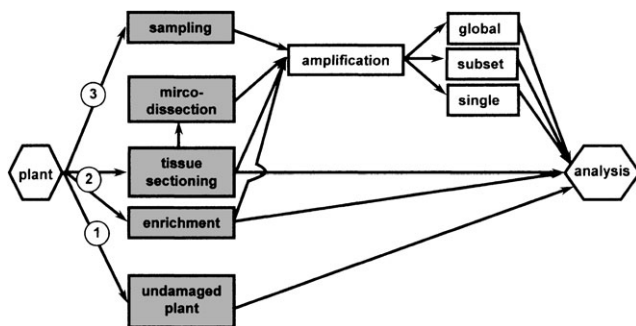 sampling
global
amplification
subset
mirco-
dissection
single
3
plant
2
tissue
sectioning
analysis
enrichment
1
undamaged
plant